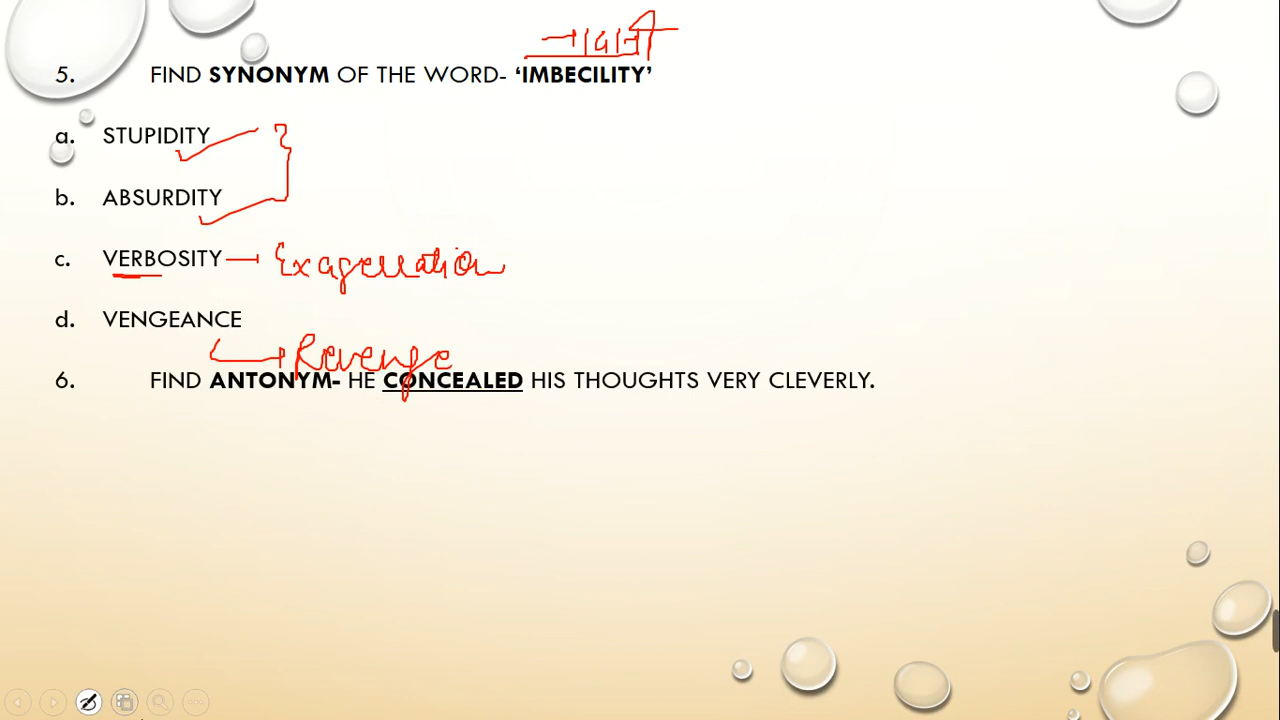 5. FIND SYNONYM OF THE WORD- ‘IMBECILITY’
a. STUPIDITY
b. ABSURDITY
c. VERBOSITY Exagerration
d. VENGEANCE
Revenge
6. FIND ANTONYM- HE CONCEALED HIS THOUGHTS VERY CLEVERLY.